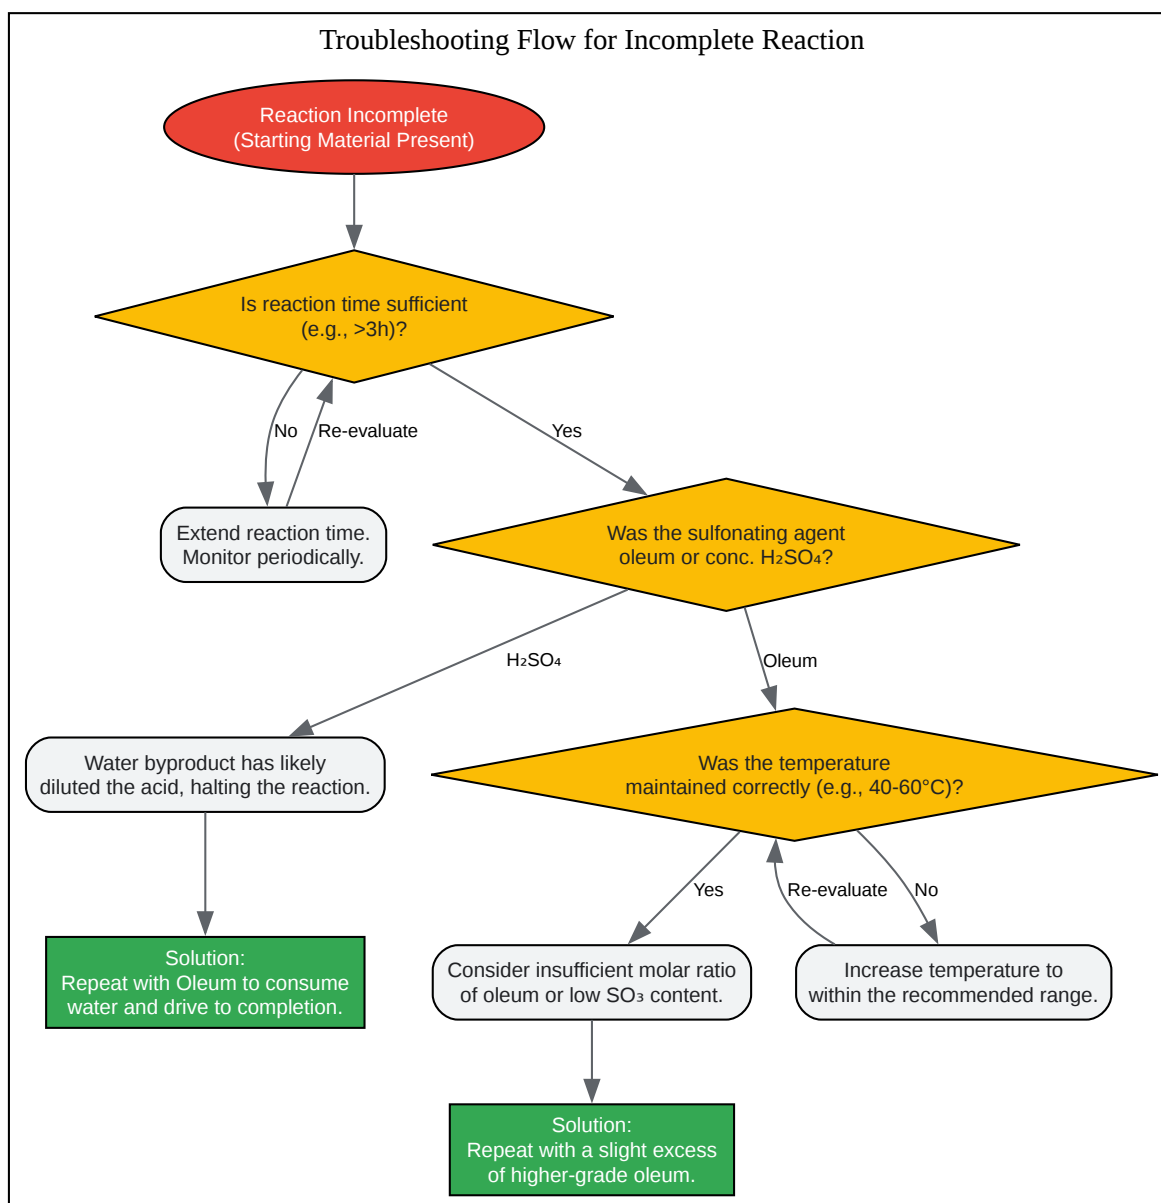 Troubleshooting Flow for Incomplete Reaction
Reaction Incomplete
(Starting Material Present)
Is reaction time sufficient
(e.g., >3h)?
No
Re-evaluate
Yes
Extend reaction time.
Monitor periodically.
Was the sulfonating agent
oleum or conc. H₂SO₄?
H₂SO₄
Oleum
Water byproduct has likely
diluted the acid, halting the reaction.
Was the temperature
maintained correctly (e.g., 40-60°C)?
Yes
Re-evaluate
No
Solution:
Repeat with Oleum to consume
water and drive to completion.
Consider insufficient molar ratio
of oleum or low SO₃ content.
Increase temperature to
within the recommended range.
Solution:
Repeat with a slight excess
of higher-grade oleum.